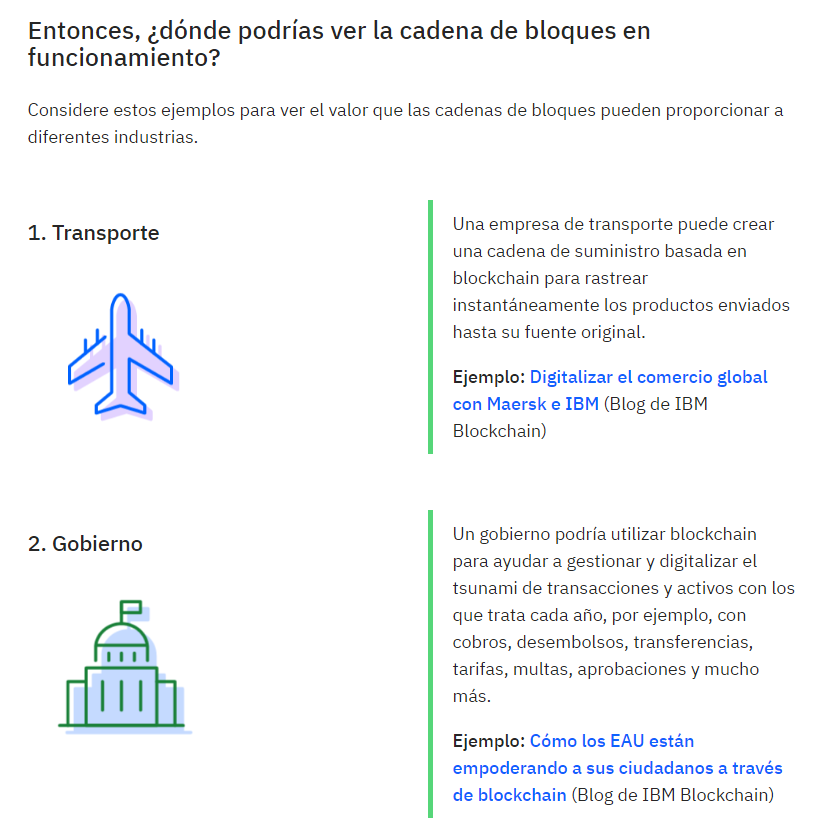 Entonces, ¿dónde podrías ver la cadena de bloques en
funcionamiento?
Considere estos ejemplos para ver el valor que las cadenas de bloques pueden proporcionar a
diferentes industrias.
1. Transporte
Una empresa de transporte puede crear
una cadena de suministro basada en
blockchain para rastrear
instantáneamente los productos enviados
hasta su fuente original.
Ejemplo: Digitalizar el comercio global
con Maersk e IBM (Blog de IBM
Blockchain)
2. Gobierno
Un gobierno podría utilizar blockchain
para ayudar a gestionar y digitalizar el
tsunami de transacciones y activos con los
que trata cada año, por ejemplo, con
cobros, desembolsos, transferencias,
tarifas, multas, aprobaciones y mucho
más.
Ejemplo: Cómo los EAU están
empoderando a sus ciudadanos a través
de blockchain (Blog de IBM Blockchain)